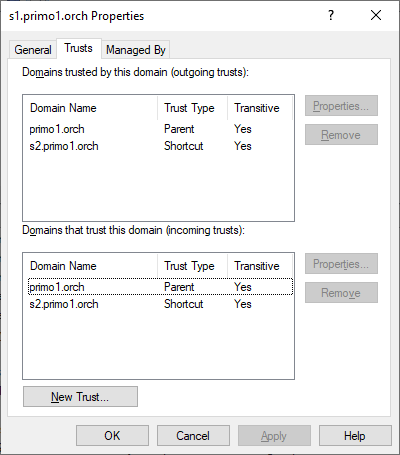 s1.primo1.orch Properties
?
General
Trusts
Managed By
Domains trusted by this domain (outgoing trusts):
Domain Name Trust Type Transitive
primo1.orch Parent Yes
s2.primo1.orch Shortcut Yes
Properties...
Remove
Domains that trust this domain (incoming trusts):
Domain Name Trust Type Transitive
primo1.orch Parent Yes
s2.primo1.orch Shortcut Yes
Properties...
Remove
New Trust...
OK
Cancel
Apply
Help